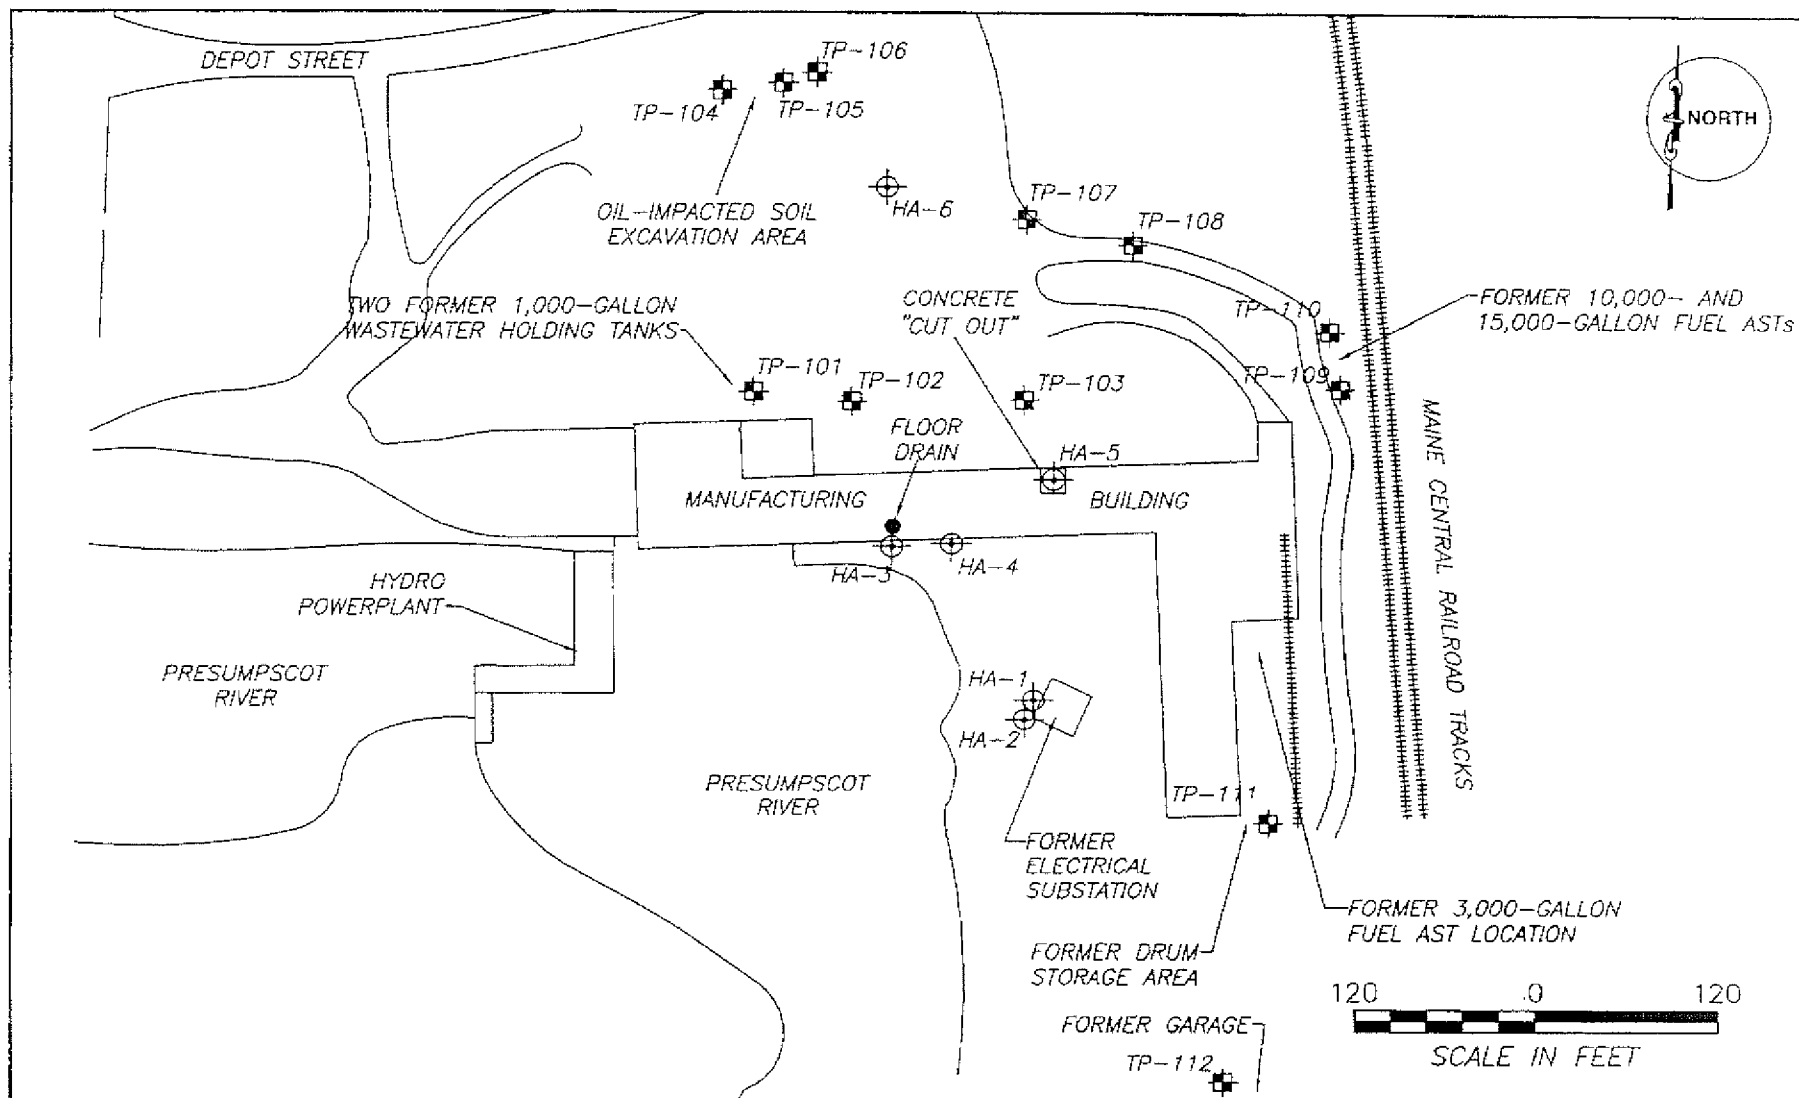 DEPOT STREET
TP-106
TP-104
TP-105
NORTH
HA-6
TP-107
OIL-IMPACTED SOIL
EXCAVATION AREA
TP-108
TWO FORMER 1,000-GALLON
WASTEWATER HOLDING TANKS
CONCRETE
"CUT OUT"
TP-110
FORMER 10,000- AND
15,000-GALLON FUEL ASTs
TP-101
TP-102
TP-103
TP-109
FLOOR
DRAIN
HA-5
MANUFACTURING
BUILDING
MAINE CENTRAL RAILROAD TRACKS
HA-3
HA-4
HYDRO
POWERPLANT
PRESUMPSCOT
RIVER
HA-1
HA-2
PRESUMPSCOT
RIVER
TP-111
FORMER
ELECTRICAL
SUBSTATION
FORMER 3,000-GALLON
FUEL AST LOCATION
FORMER DRUM
STORAGE AREA
120 0 120
SCALE IN FEET
FORMER GARAGE
TP-112